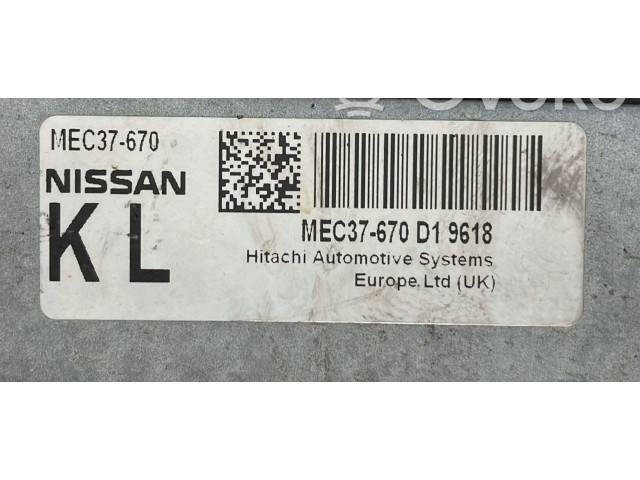 MEC37-670
NISSAN
KL
MEC37-670 D1 9618
Hitachi Automotive Systems
Europe Ltd (UK)